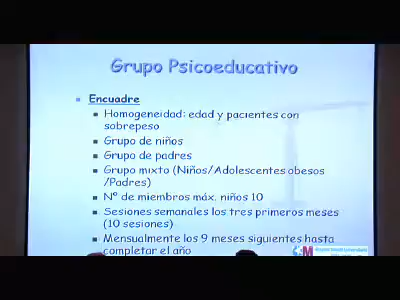 Grupo Psicoeducativo
Encuadre
Homogeneidad: edad y pacientes con
sobrepeso
Grupo de niños
Grupo de padres
Grupo mixto (Niños/Adolescentes obesos
/Padres)
Nº de miembros máx. niños 10
Sesiones semanales los tres primeros meses
(10 sesiones)
Mensualmente los 9 meses siguientes hasta
completar el año